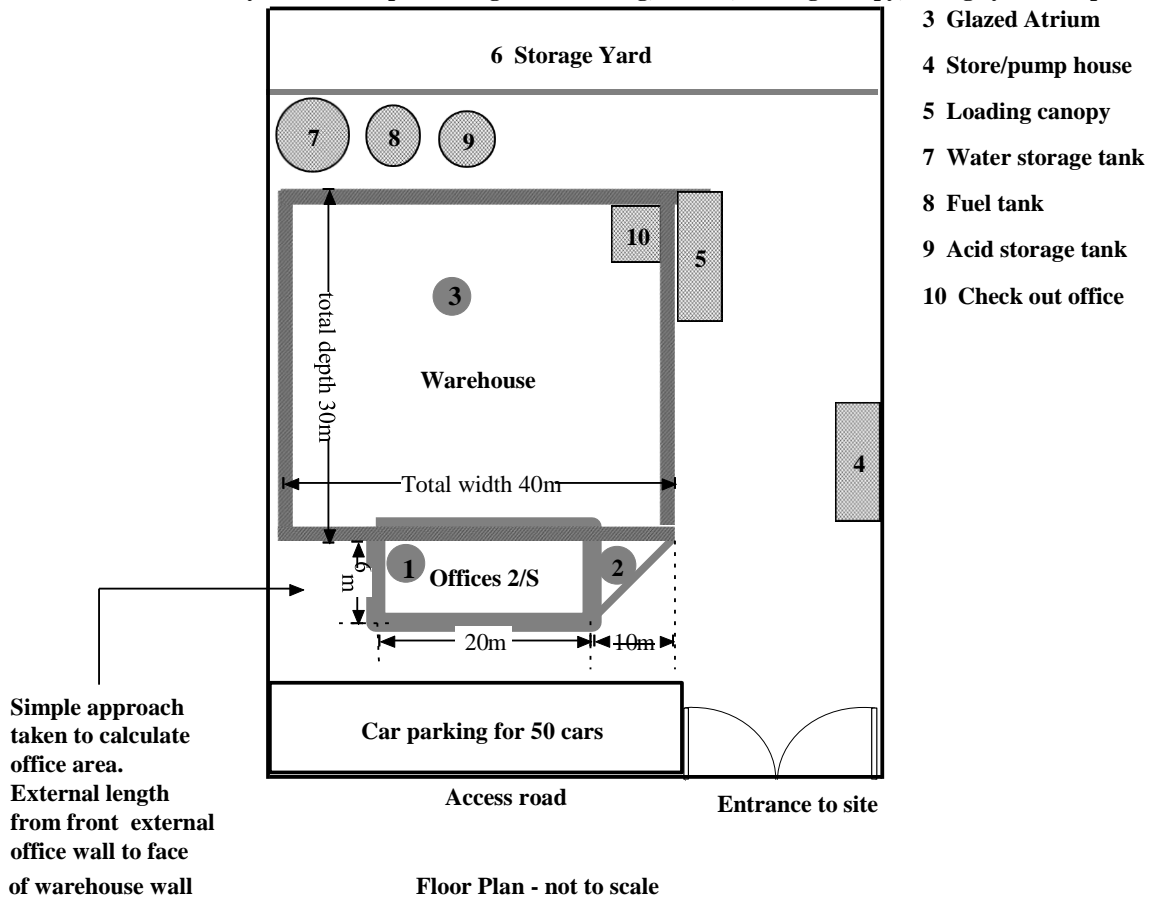 6 Storage Yard
3 Glazed Atrium
4 Store/pump house
5 Loading canopy
7 Water storage tank
8 Fuel tank
9 Acid storage tank
10 Check out office
7
8
9
10
5
3
total depth 30m
Warehouse
4
Total width 40m
1
Offices 2/S
2
6
m
20m
10m
Simple approach
taken to calculate
office area.
External length
from front external
office wall to face
of warehouse wall
Car parking for 50 cars
Access road
Entrance to site
Floor Plan - not to scale